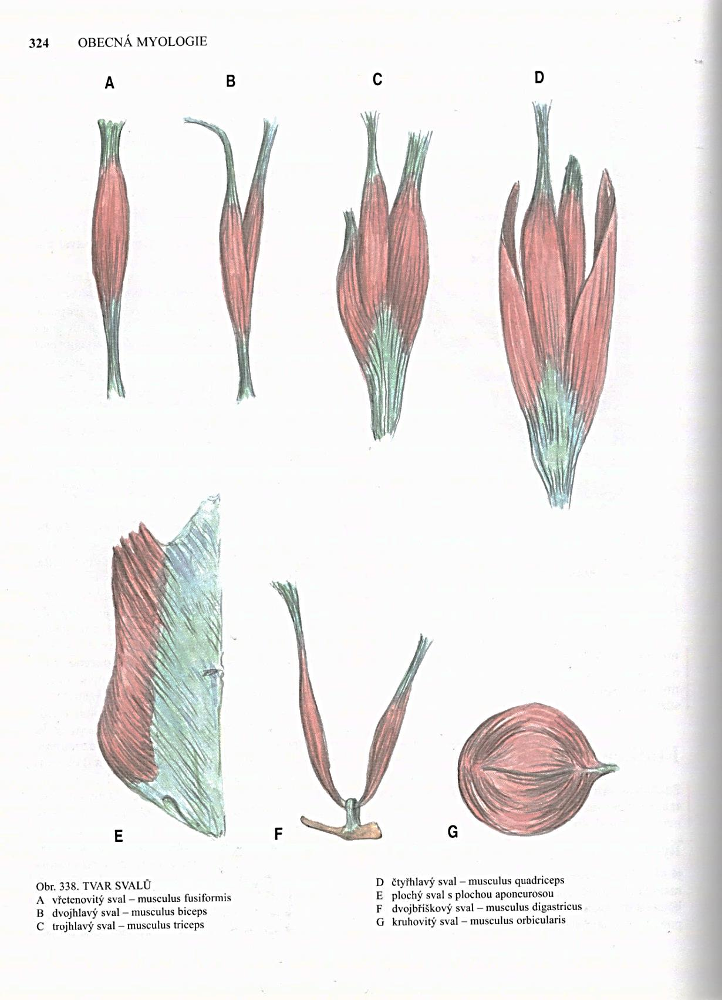 324 OBECNÁ MYOLOGIE
A B C D
E F G
Obr. 338. TVAR SVALŮ
A vřetenovitý sval – musculus fusiformis
B dvojhlavý sval – musculus biceps
C trojhlavý sval – musculus triceps
D čtyřhlavý sval – musculus quadriceps
E plochý sval s plochou aponeurosou
F dvojbříškový sval – musculus digastricus
G kruhovitý sval – musculus orbicularis